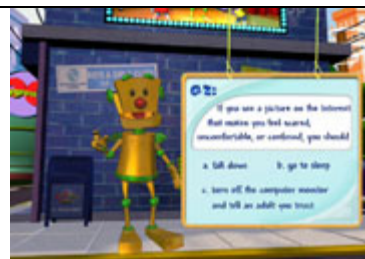 Q2:
If you see a picture on the Internet
that makes you feel scared,
uncomfortable, or confused, you should
a. fall down b. go to sleep
c. turn off the computer monitor
and tell an adult you trust